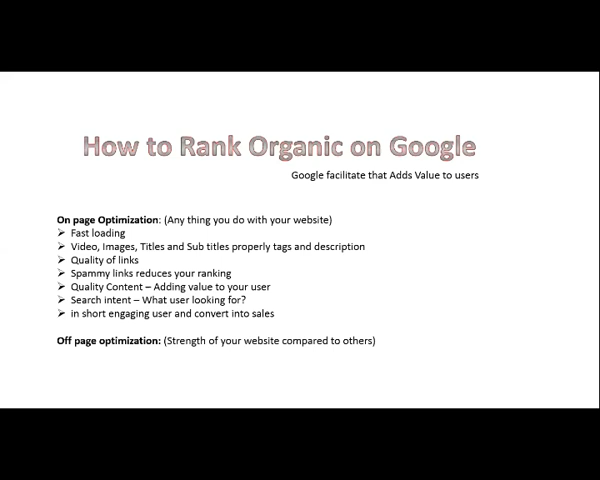 How to Rank Organic on Google
Google facilitate that Adds Value to users
On page Optimization: (Any thing you do with your website)
➢ Fast loading
➢ Video, Images, Titles and Sub titles properly tags and description
➢ Quality of links
➢ Spammy links reduces your ranking
➢ Quality Content – Adding value to your user
➢ Search intent – What user looking for?
➢ in short engaging user and convert into sales
Off page optimization: (Strength of your website compared to others)